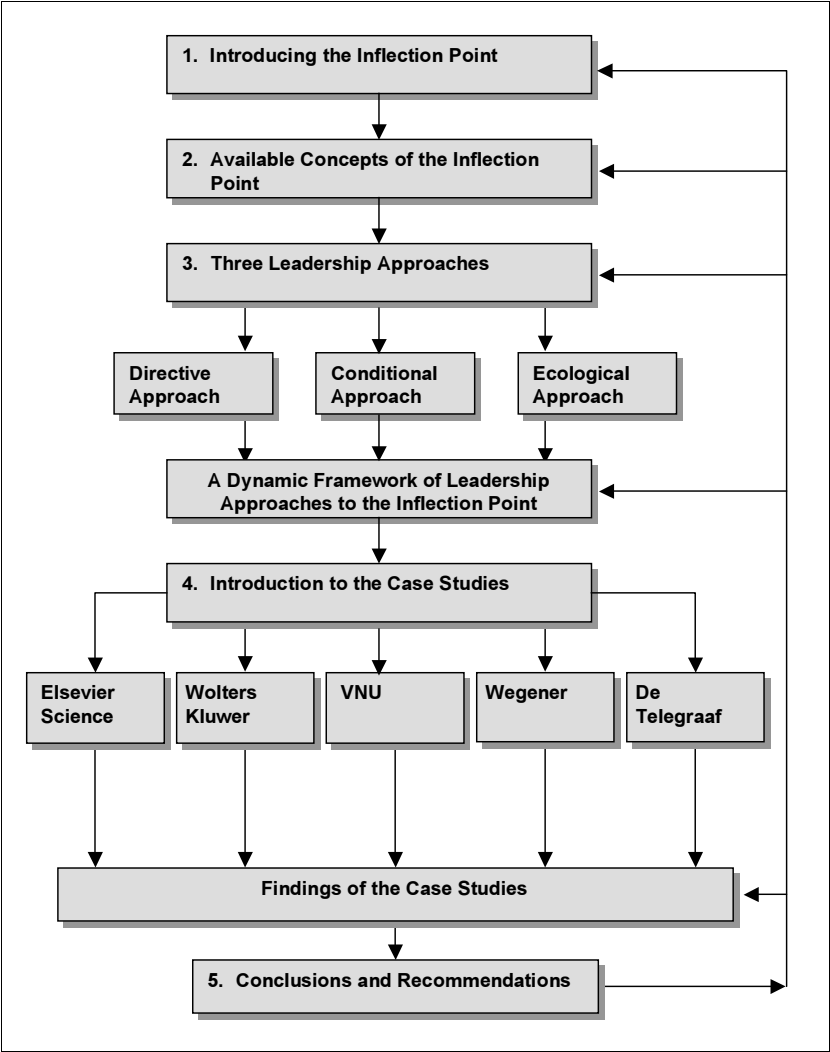 1. Introducing the Inflection Point
2. Available Concepts of the Inflection
Point
3. Three Leadership Approaches
Directive
Approach
Conditional
Approach
Ecological
Approach
A Dynamic Framework of Leadership
Approaches to the Inflection Point
4. Introduction to the Case Studies
Elsevier
Science
Wolters
Kluwer
VNU
Wegener
De
Telegraaf
Findings of the Case Studies
5. Conclusions and Recommendations